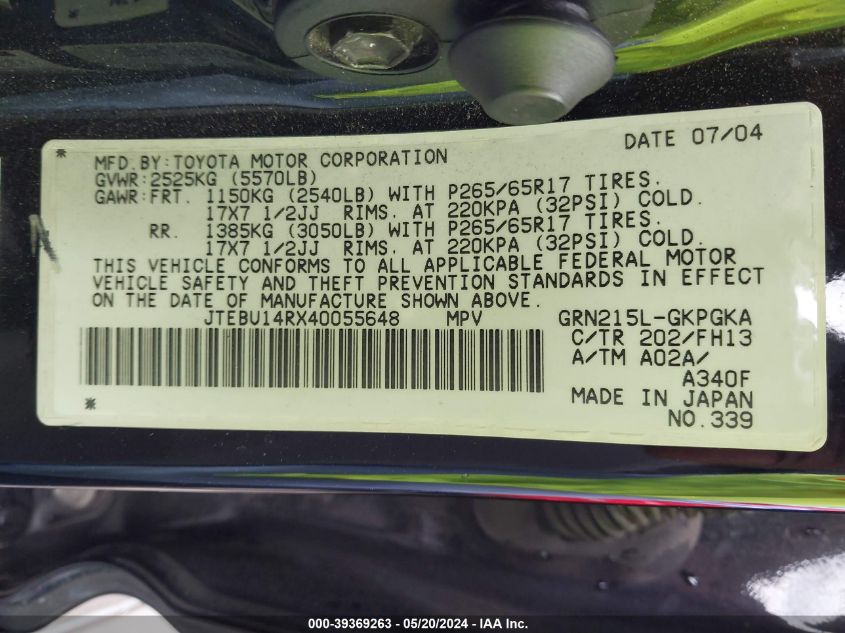 DATE 07/04
MFD. BY: TOYOTA MOTOR CORPORATION
GVWR: 2525KG (5570LB)
GAWR: FRT. 1150KG (2540LB) WITH P265/65R17 TIRES.
17X7 1/2JJ RIMS. AT 220KPA (32PSI) COLD.
RR. 1385KG (3050LB) WITH P265/65R17 TIRES.
17X7 1/2JJ RIMS. AT 220KPA (32PSI) COLD.
THIS VEHICLE CONFORMS TO ALL APPLICABLE FEDERAL MOTOR
VEHICLE SAFETY AND THEFT PREVENTION STANDARDS IN EFFECT
ON THE DATE OF MANUFACTURE SHOWN ABOVE.
JTEBU14RX40055648 MPV GRN215L-GKPGKA
C/TR 202/FH13
A/TM A02A/
A340F
MADE IN JAPAN
NO. 339
000-39369263 - 05/20/2024 - IAA Inc.